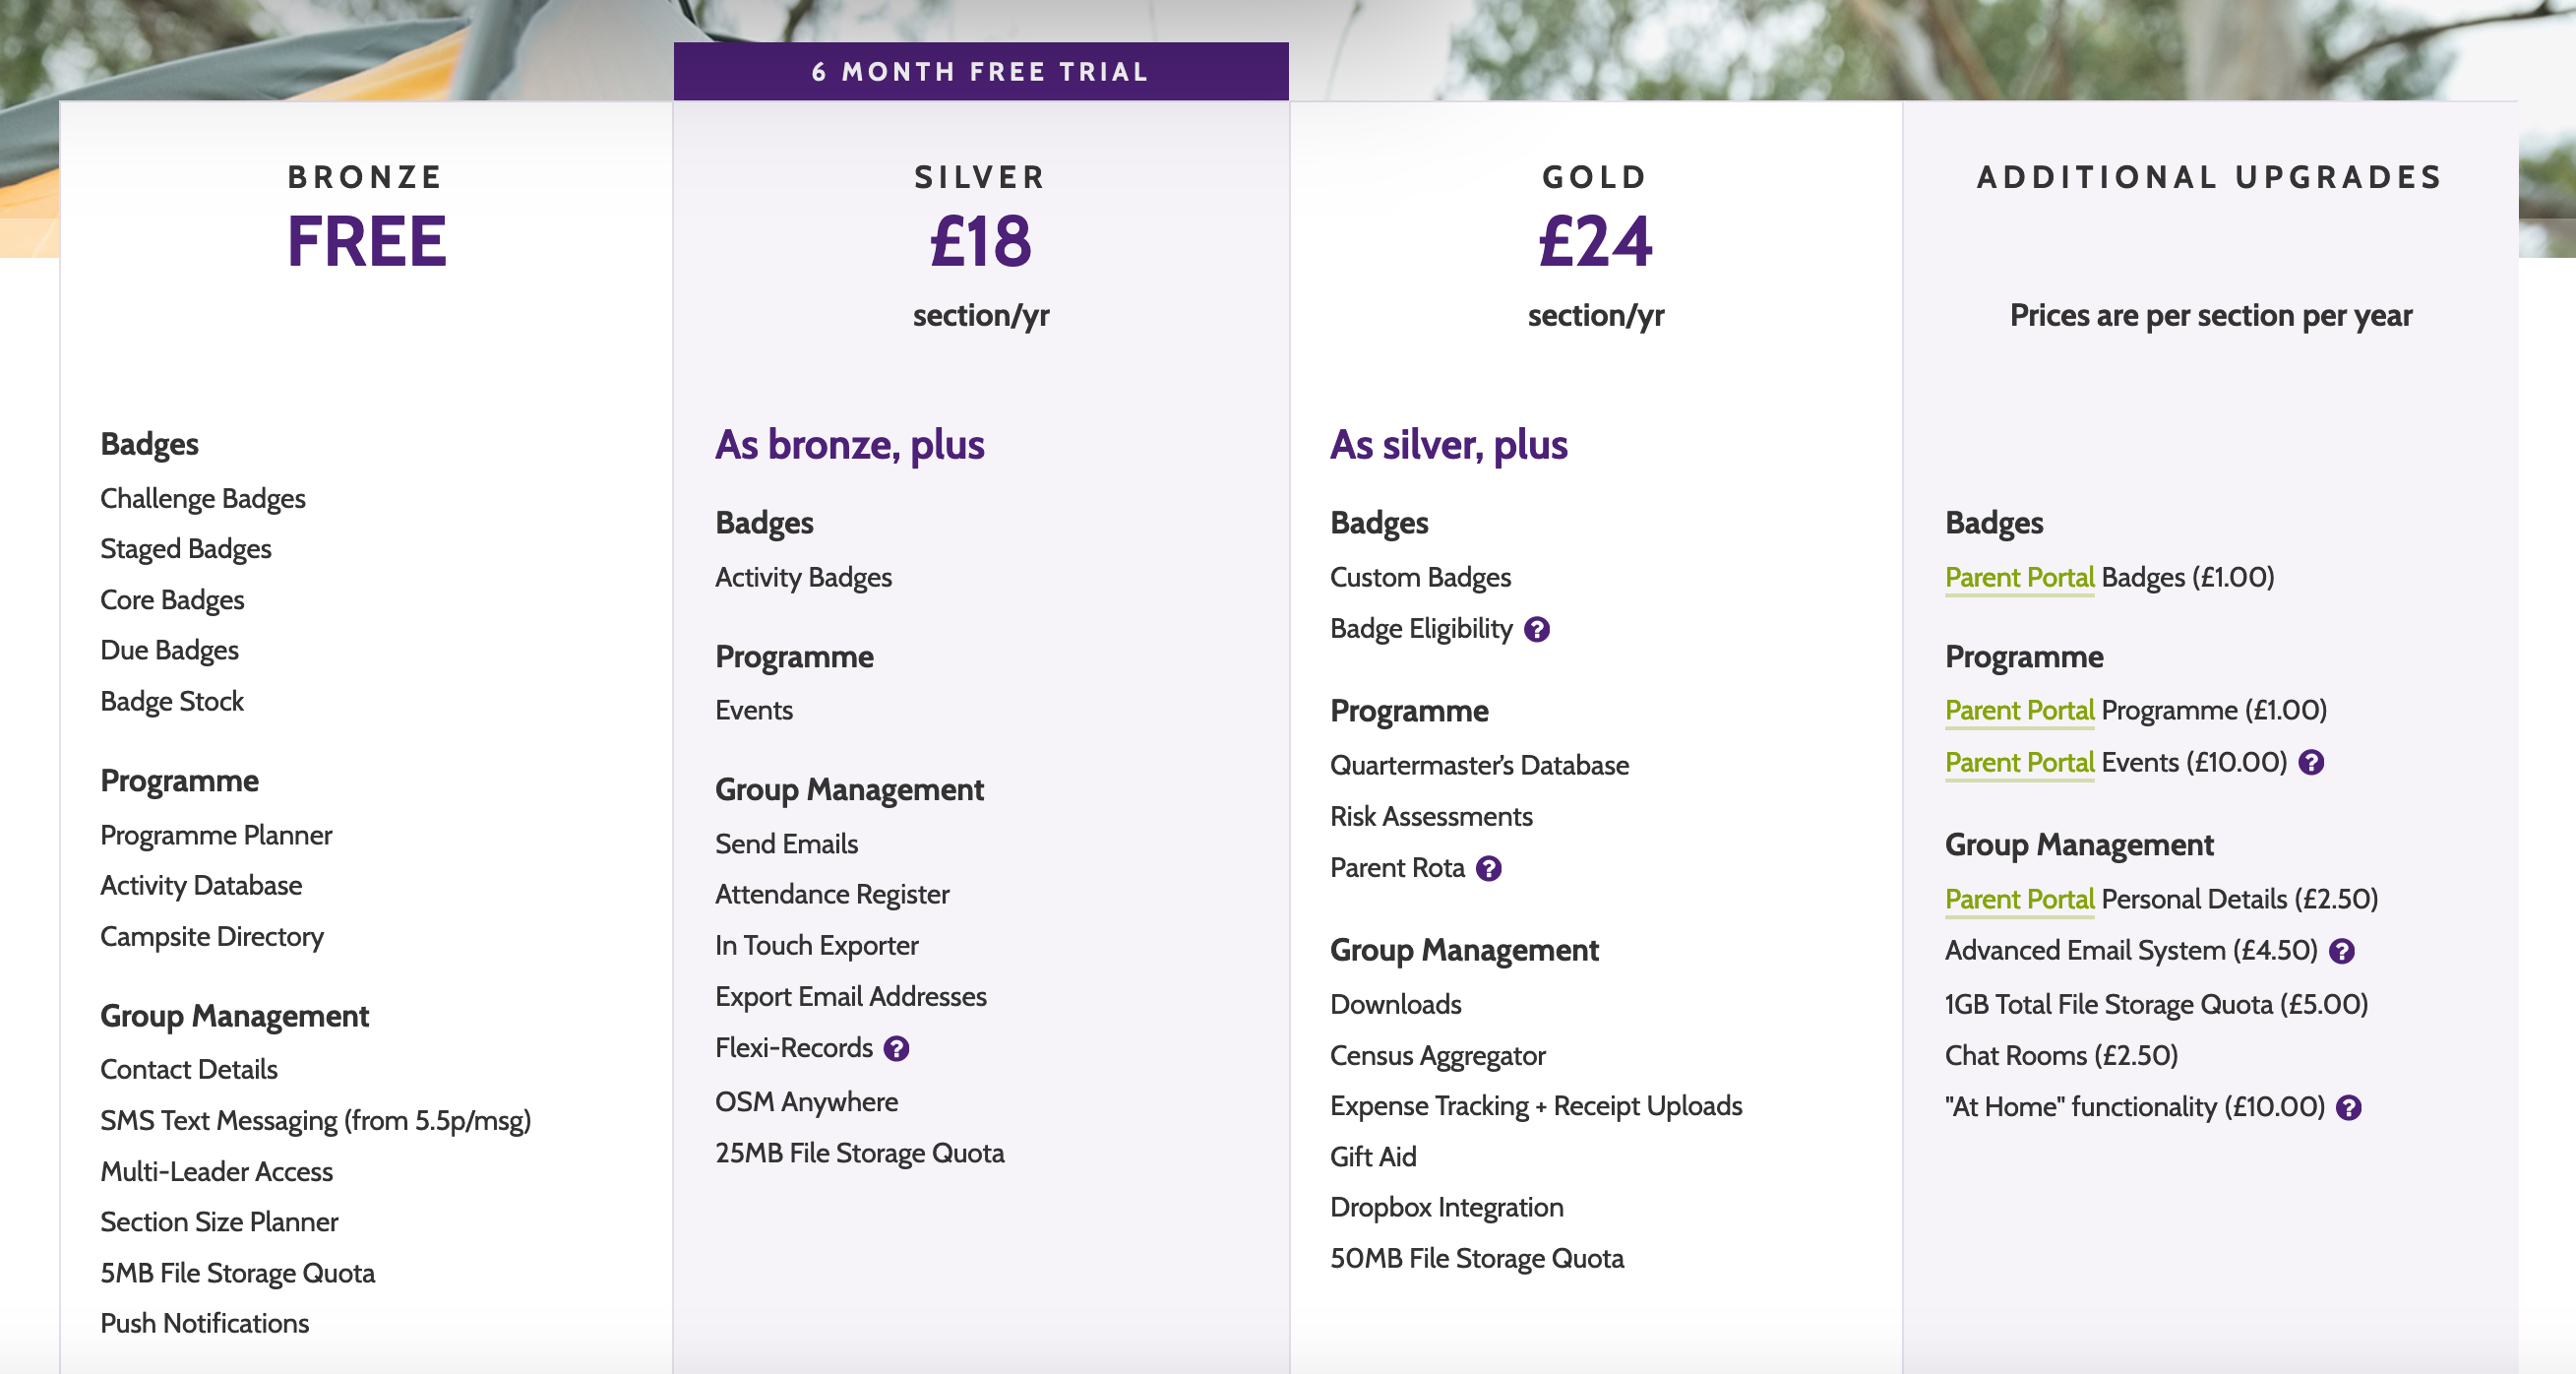 6 MONTH FREE TRIAL
BRONZE
FREE
Badges
Challenge Badges
Staged Badges
Core Badges
Due Badges
Badge Stock
Programme
Programme Planner
Activity Database
Campsite Directory
Group Management
Contact Details
SMS Text Messaging (from 5.5p/msg)
Multi-Leader Access
Section Size Planner
5MB File Storage Quota
Push Notifications
SILVER
£18
section/yr
As bronze, plus
Badges
Activity Badges
Programme
Events
Group Management
Send Emails
Attendance Register
In Touch Exporter
Export Email Addresses
Flexi-Records ?
OSM Anywhere
25MB File Storage Quota
GOLD
£24
section/yr
As silver, plus
Badges
Custom Badges
Badge Eligibility ?
Programme
Quartermaster's Database
Risk Assessments
Parent Rota ?
Group Management
Downloads
Census Aggregator
Expense Tracking + Receipt Uploads
Gift Aid
Dropbox Integration
50MB File Storage Quota
ADDITIONAL UPGRADES
Prices are per section per year
Badges
Parent Portal Badges (£1.00)
Programme
Parent Portal Programme (£1.00)
Parent Portal Events (£10.00) ?
Group Management
Parent Portal Personal Details (£2.50)
Advanced Email System (£4.50) ?
1GB Total File Storage Quota (£5.00)
Chat Rooms (£2.50)
"At Home" functionality (£10.00) ?